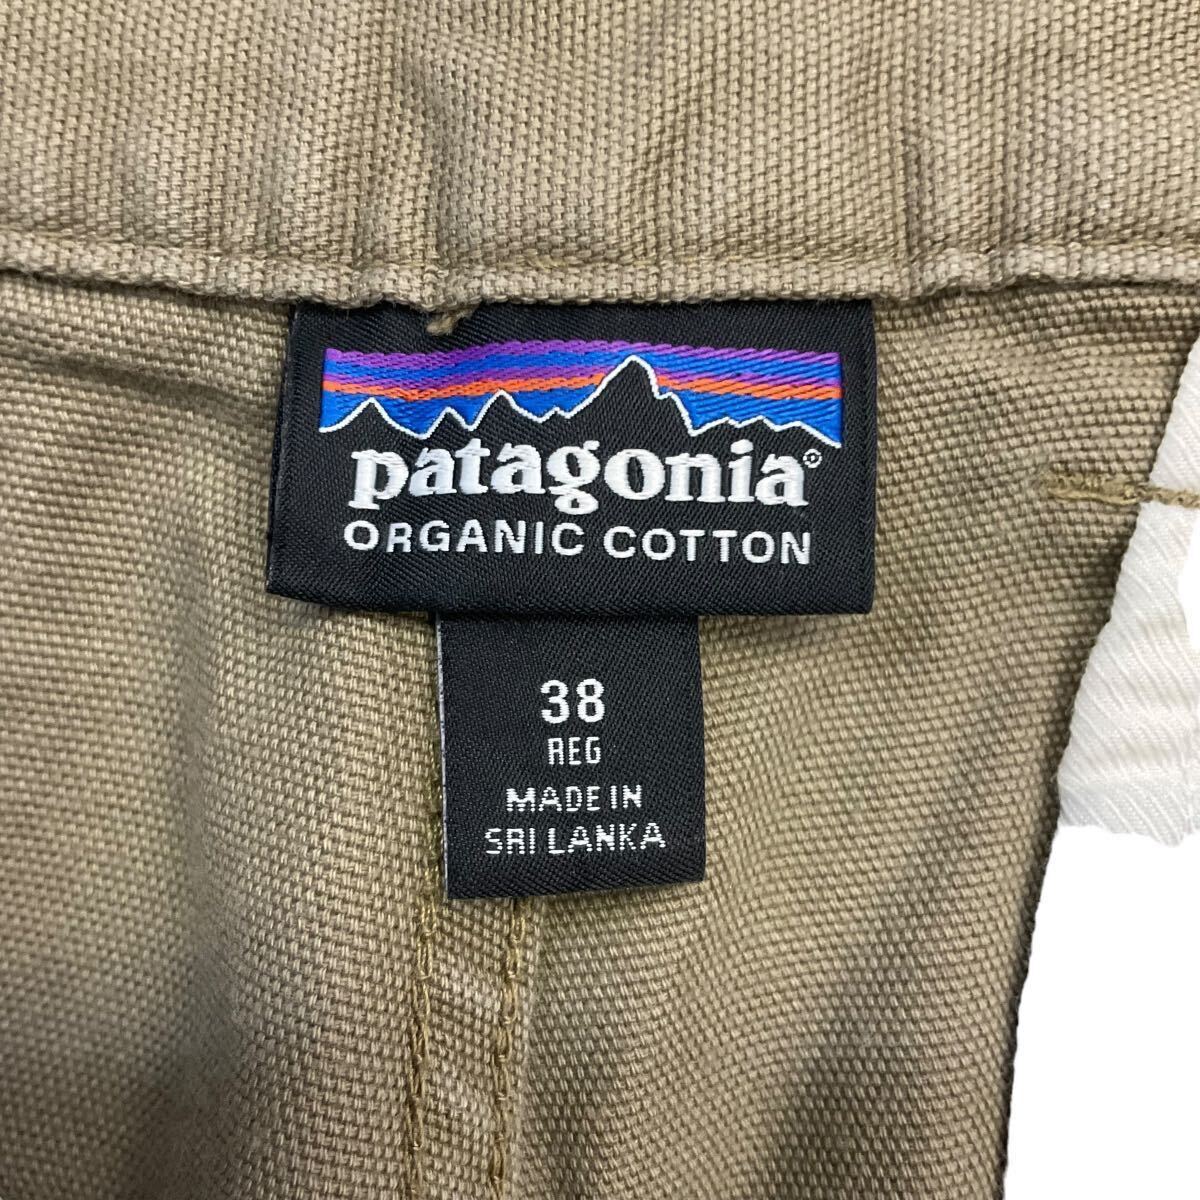 patagonia®
ORGANIC COTTON
38
REG
MADE IN
SRI LANKA